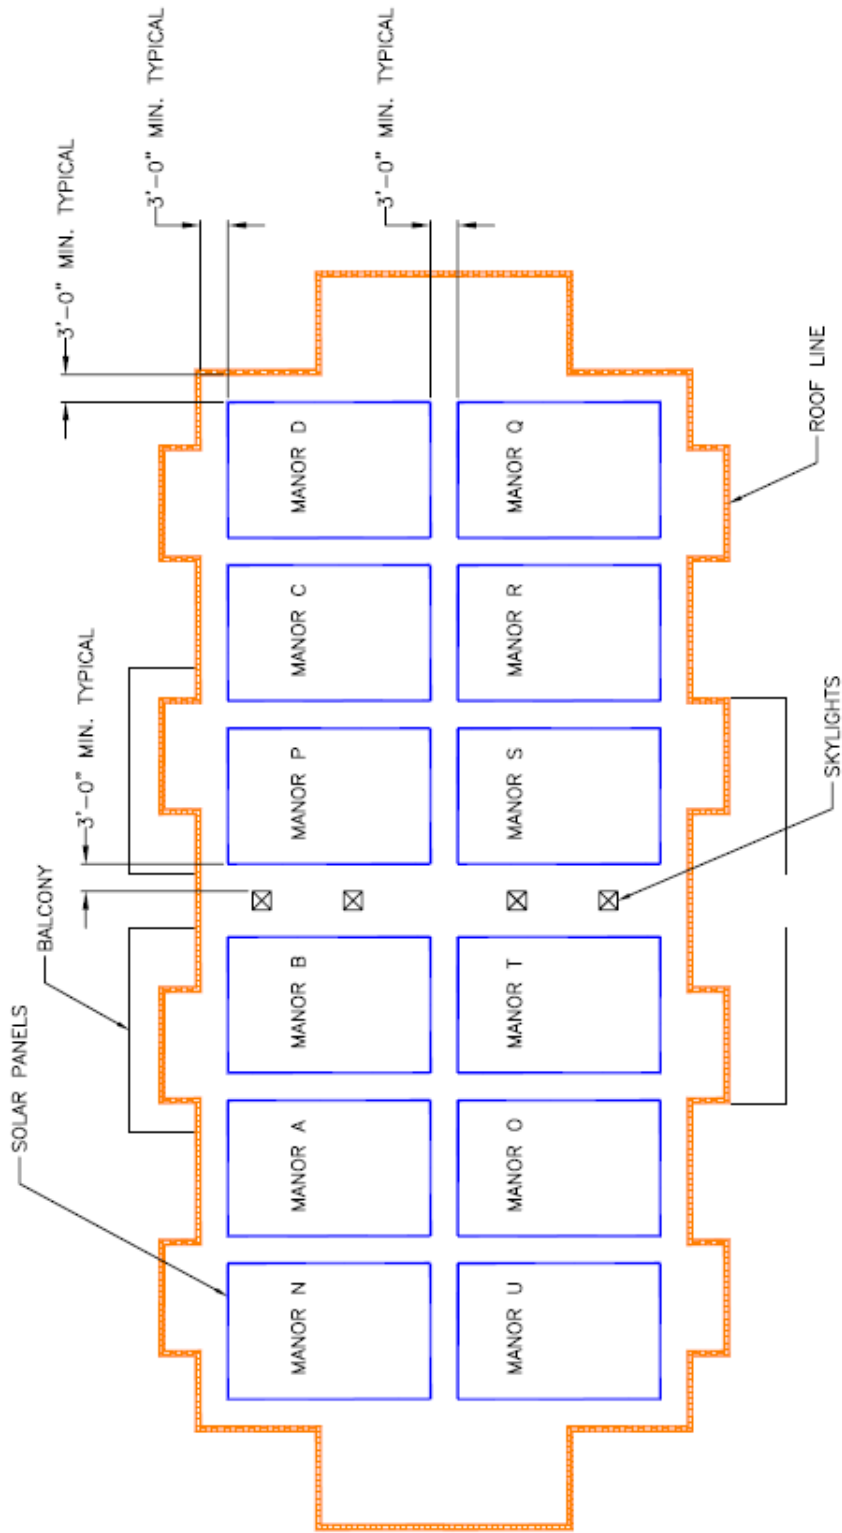 SOLAR PANELS
BALCONY
3'-0" MIN. TYPICAL
3'-0" MIN. TYPICAL
3'-0" MIN. TYPICAL
MANOR N
MANOR A
MANOR B
MANOR P
MANOR C
MANOR D
3'-0" MIN. TYPICAL
MANOR U
MANOR O
MANOR T
MANOR S
MANOR R
MANOR Q
SKYLIGHTS
ROOF LINE